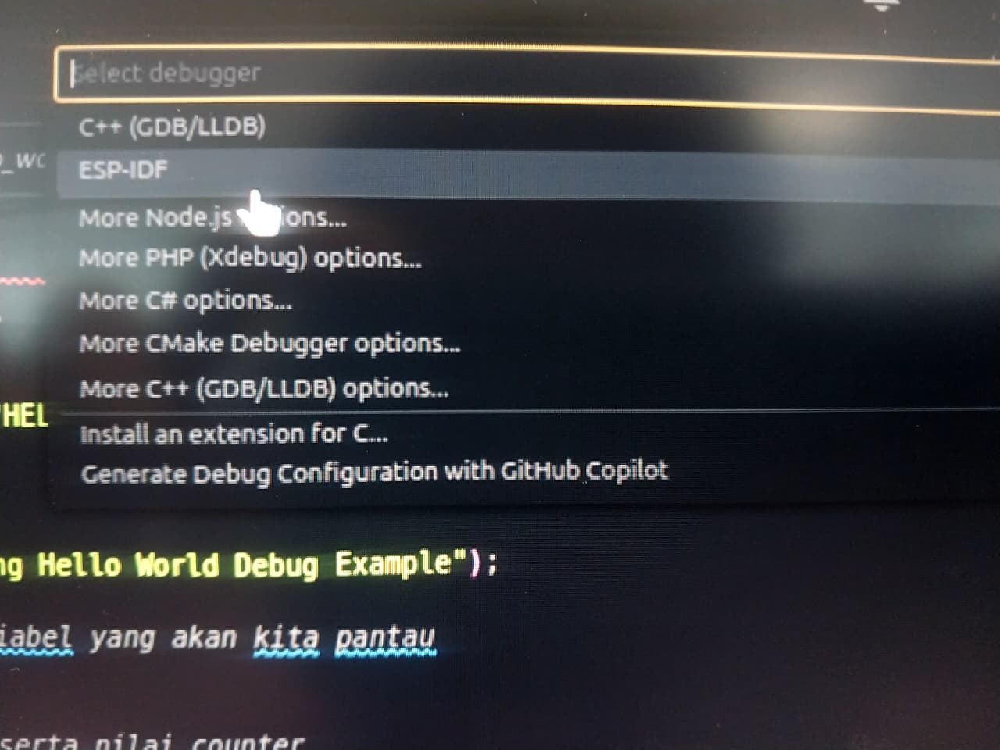 Select debugger
C++ (GDB/LLDB)
_WO
ESP-IDF
More Node.js ions...
More PHP (Xdebug) options...
More C# options...
More CMake Debugger options...
More C++ (GDB/LLDB) options...
"HEL
Install an extension for C...
Generate Debug Configuration with GitHub Copilot
ng Hello World Debug Example");
iabel yang akan kita pantau
serta nilai counter